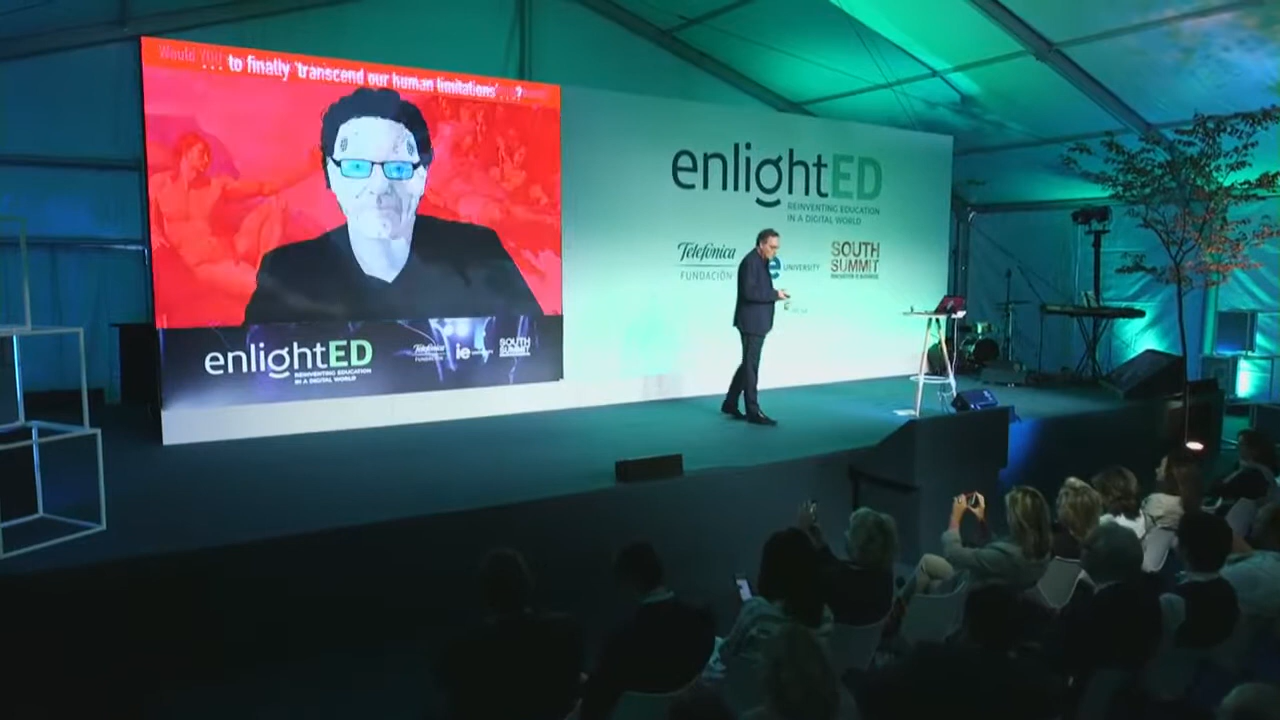 Would YOU ... to finally 'transcend our human limitations' ...?
enlightED
REINVENTING EDUCATION
IN A DIGITAL WORLD
Telefónica
FUNDACIÓN
ie
SOUTH
SUMMIT
enlightED
REINVENTING EDUCATION
IN A DIGITAL WORLD
Telefónica
FUNDACIÓN
UNIVERSITY
SOUTH
SUMMIT